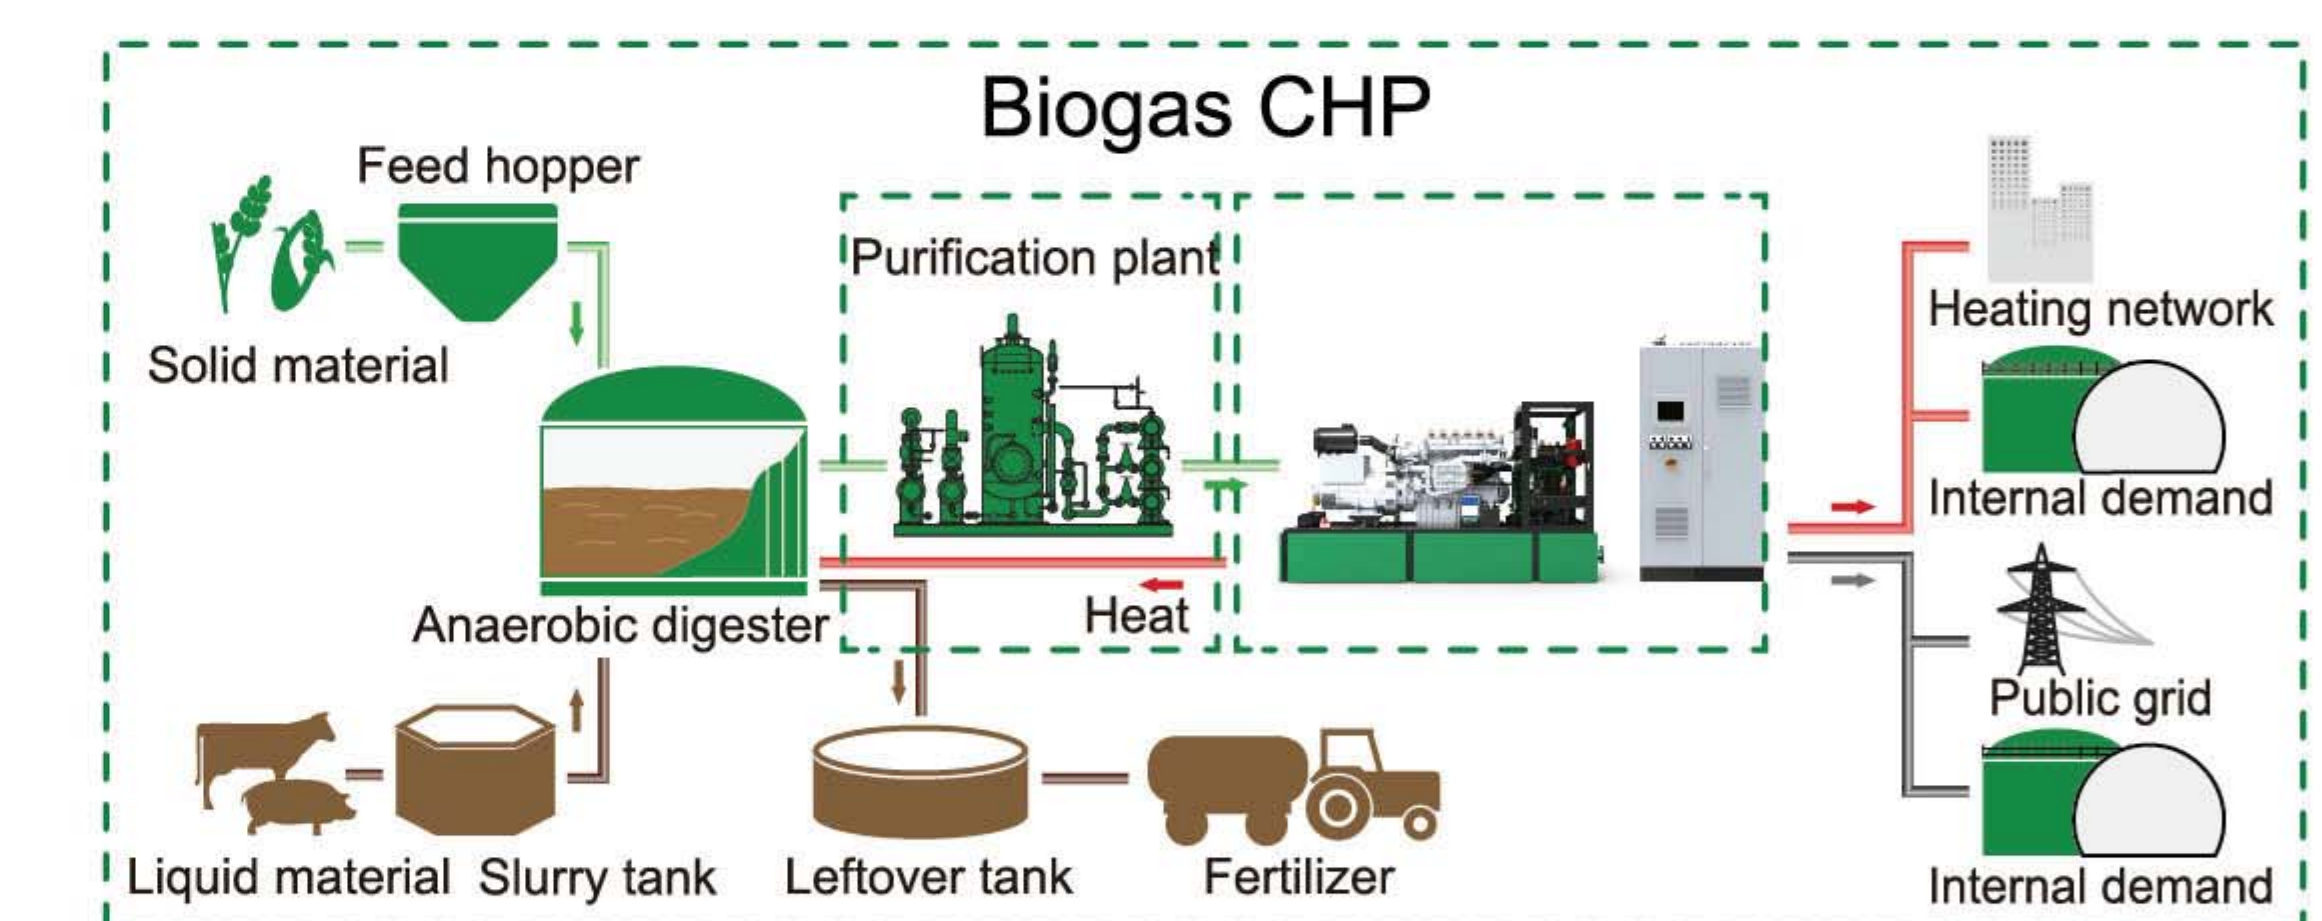 Biogas CHP
Feed hopper
Purification plant
Solid material
Heating network
Internal demand
Anaerobic digester
Heat
Public grid
Liquid material
Slurry tank
Leftover tank
Fertilizer
Internal demand